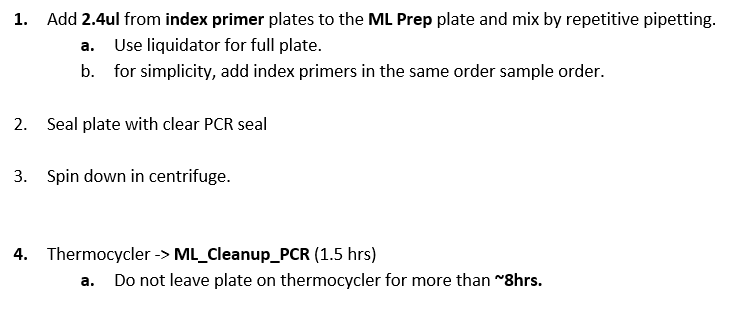 1. Add 2.4ul from index primer plates to the ML Prep plate and mix by repetitive pipetting.
a. Use liquidator for full plate.
b. for simplicity, add index primers in the same order sample order.
2. Seal plate with clear PCR seal
3. Spin down in centrifuge.
4. Thermocycler -> ML_Cleanup_PCR (1.5 hrs)
a. Do not leave plate on thermocycler for more than ~8hrs.